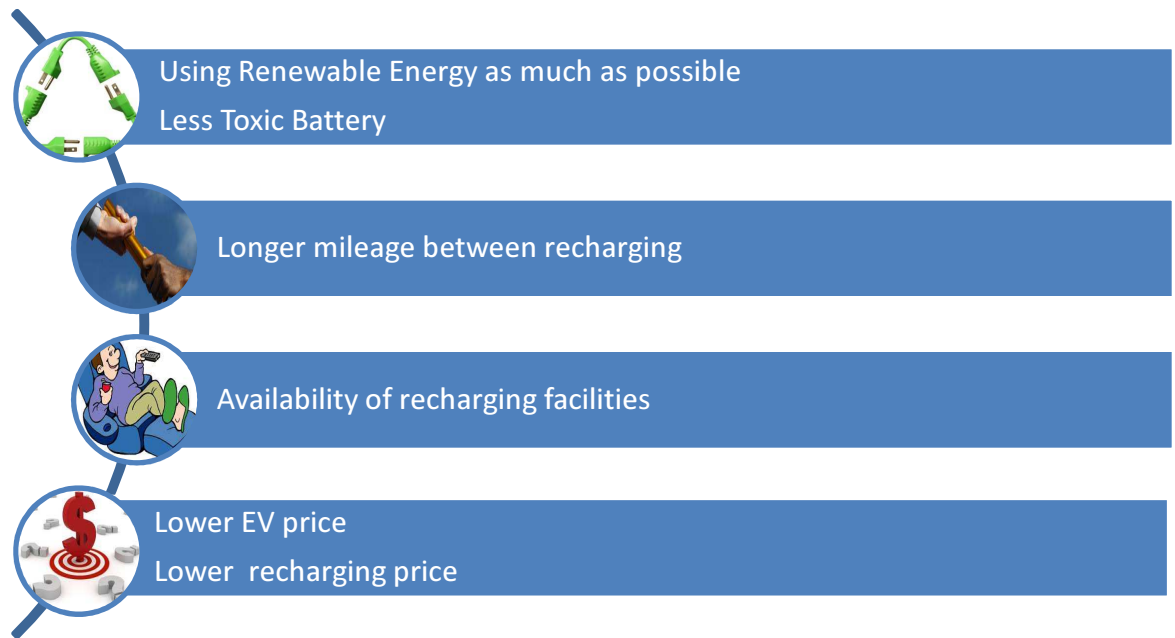 Using Renewable Energy as much as possible
Less Toxic Battery
Longer mileage between recharging
Availability of recharging facilities
Lower EV price
Lower  recharging price